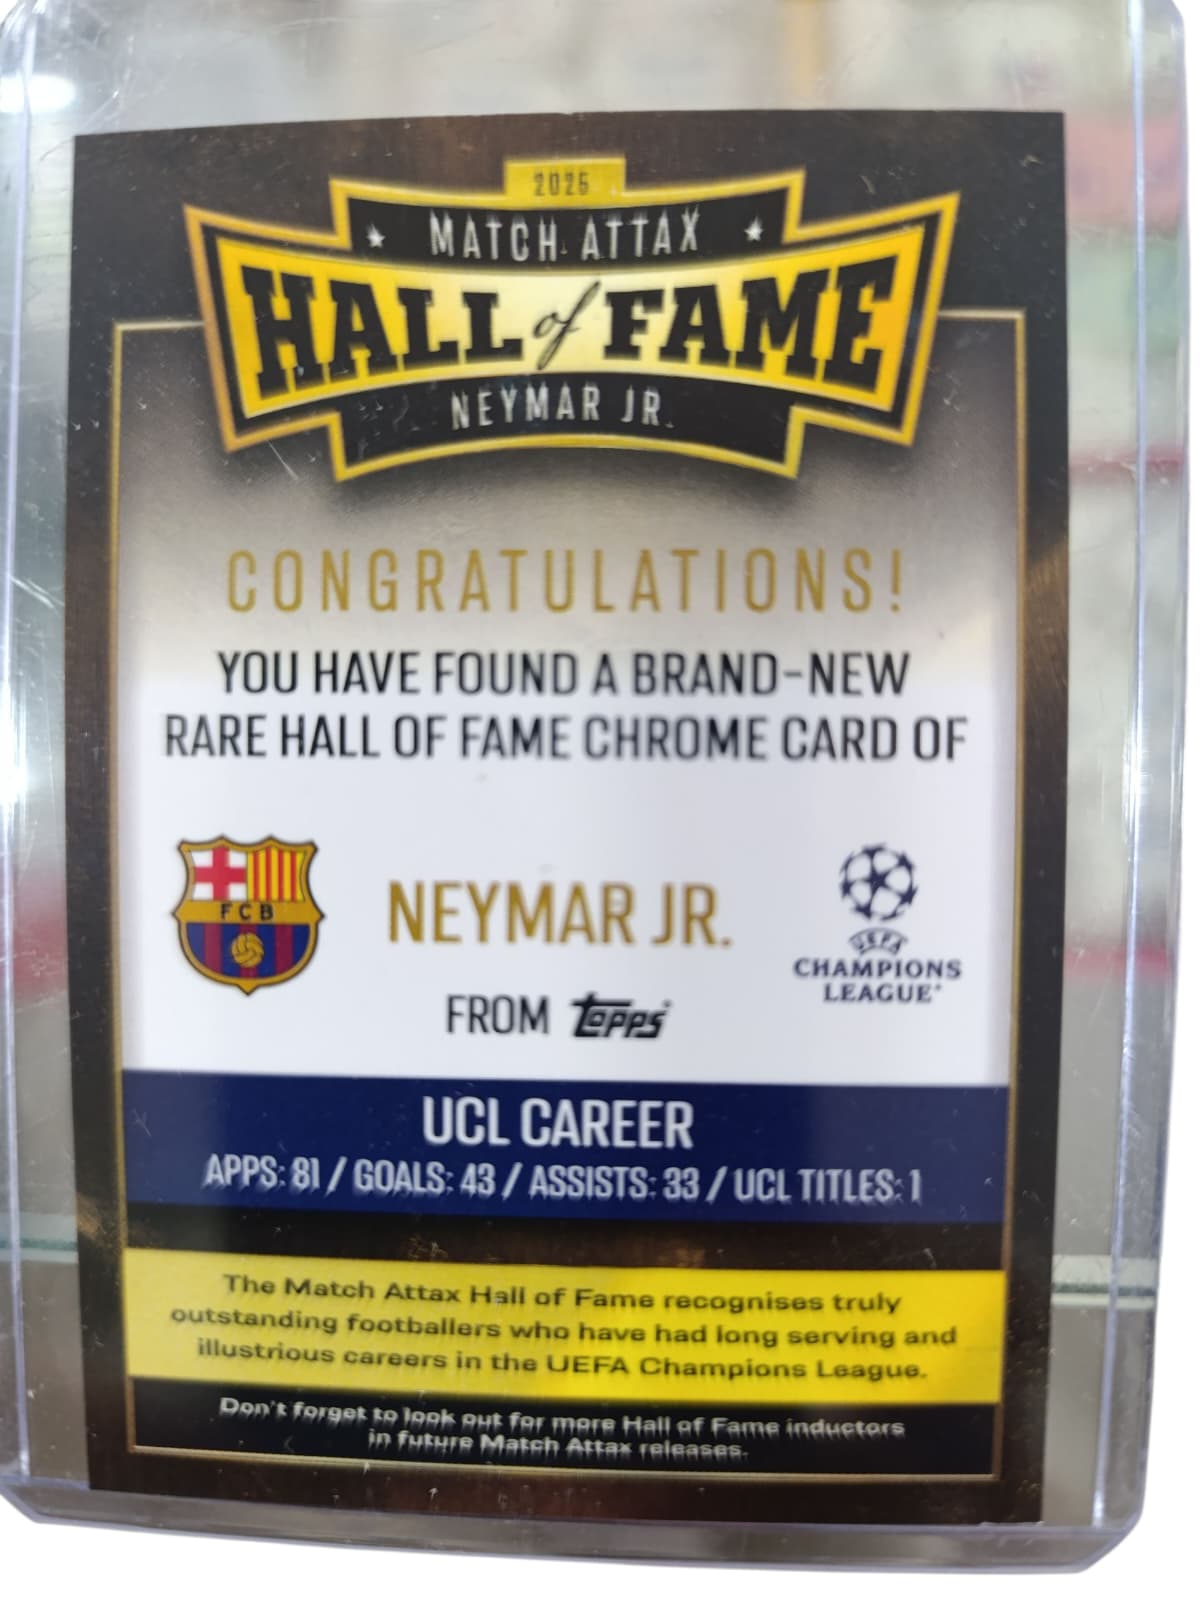 2025
MATCH ATTAX
HALL of FAME
NEYMAR JR.
CONGRATULATIONS!
YOU HAVE FOUND A BRAND-NEW
RARE HALL OF FAME CHROME CARD OF
FCB
NEYMAR JR.
UEFA
CHAMPIONS
LEAGUE
FROM Topps
UCL CAREER
APPS: 81 / GOALS: 43 / ASSISTS: 33 / UCL TITLES: 1
The Match Attax Hall of Fame recognises truly
outstanding footballers who have had long serving and
illustrious careers in the UEFA Champions League.
Don't forget to look out for more Hall of Fame inductors
in future Match Attax releases.